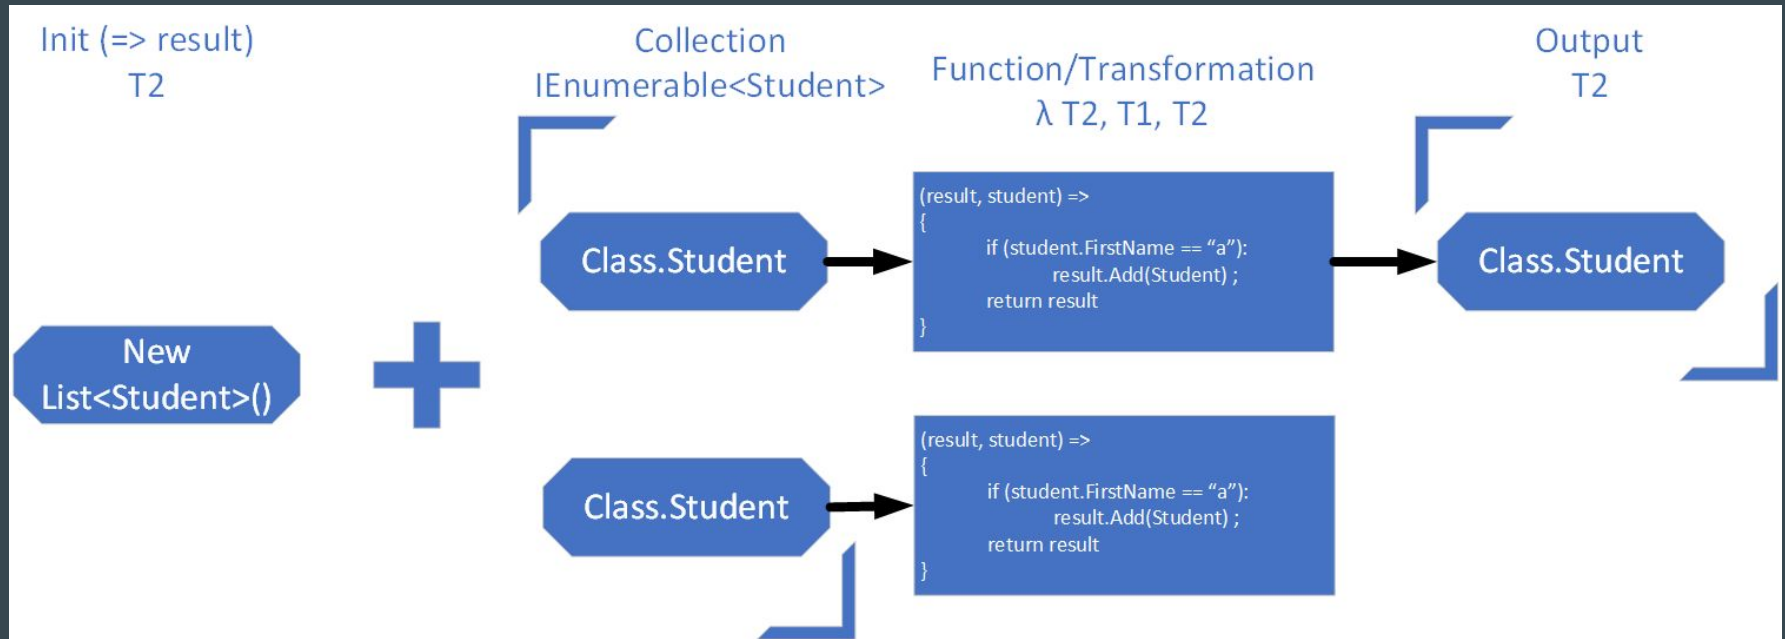 Init (=> result)
T2
Collection
IEnumerable<Student>
Function/Transformation
λ T2, T1, T2
Output
T2
New
List<Student>()
Class.Student
(result, student) =>
{
if (student.FirstName == “a”):
result.Add(Student) ;
return result
}
Class.Student
Class.Student
(result, student) =>
{
if (student.FirstName == “a”):
result.Add(Student) ;
return result
}